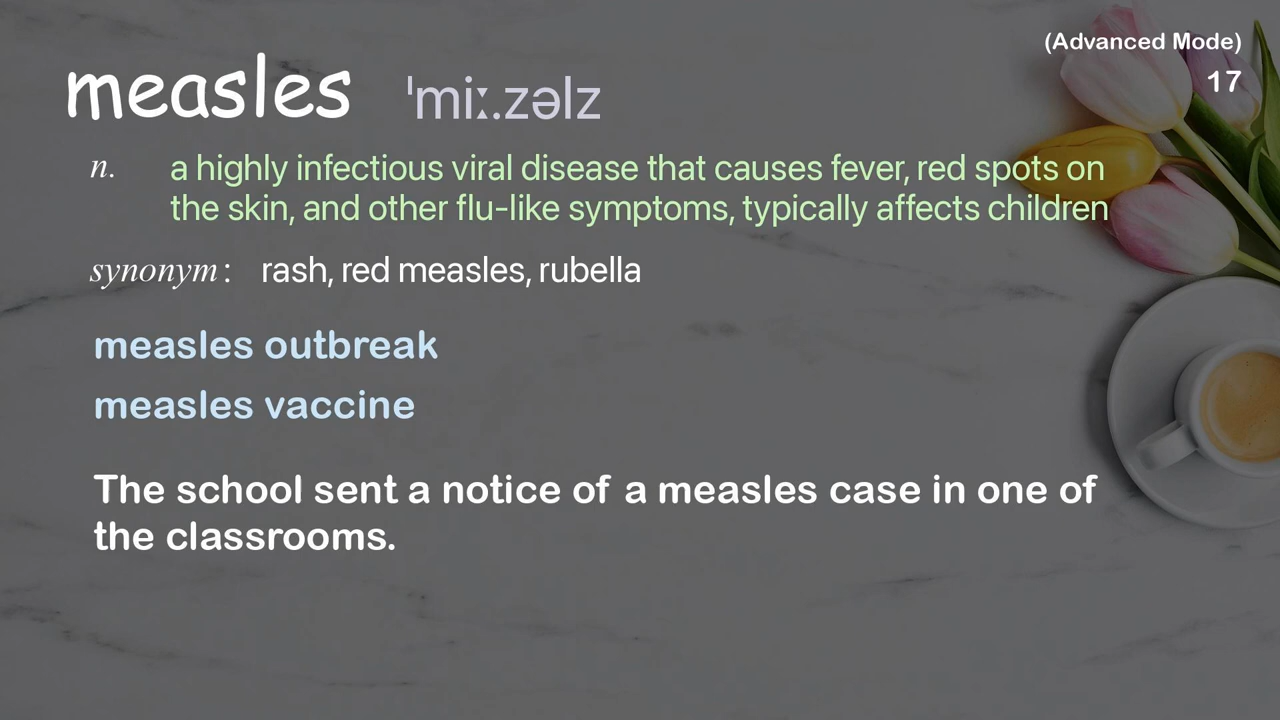 (Advanced Mode)
17
measles ˈmiː.zəlz
n. a highly infectious viral disease that causes fever, red spots on
the skin, and other flu-like symptoms, typically affects children
synonym: rash, red measles, rubella
measles outbreak
measles vaccine
The school sent a notice of a measles case in one of
the classrooms.